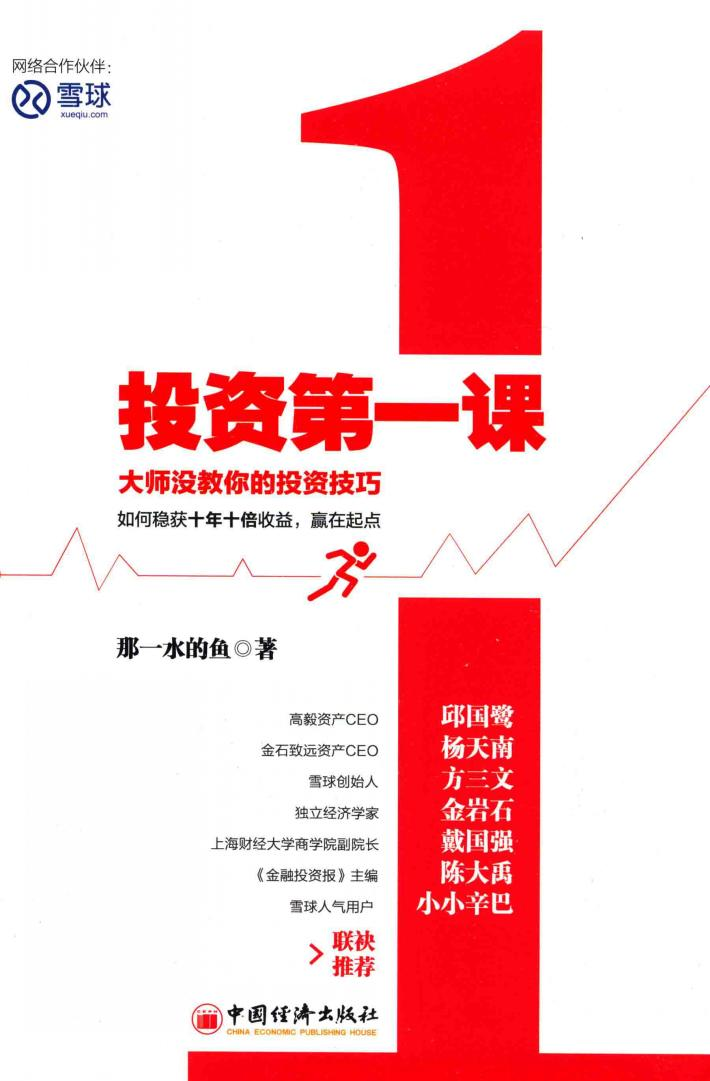 网络合作伙伴：
雪球
xueqiu.com
1
投资第一课
大师没教你的投资技巧
如何稳获十年十倍收益，赢在起点
那一水的鱼◎著
高毅资产CEO 邱国鹭
金石致远资产CEO 杨天南
雪球创始人 方三文
独立经济学家 金岩石
上海财经大学商学院副院长 戴国强
《金融投资报》主编 陈大禹
雪球人气用户 小小辛巴
> 联袂
推荐
中国经济出版社
CHINA ECONOMIC PUBLISHING HOUSE